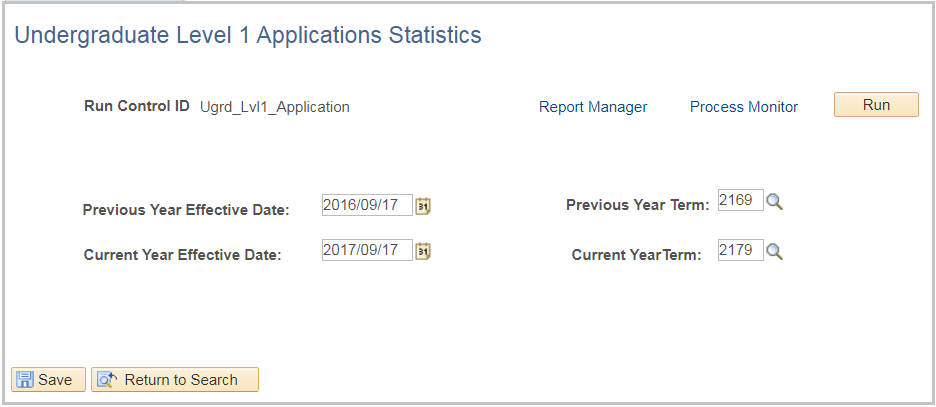 Undergraduate Level 1 Applications Statistics
Run Control ID Ugrd_Lvl1_Application Report Manager Process Monitor Run
Previous Year Effective Date: 2016/09/17 31 Previous Year Term: 2169
Current Year Effective Date: 2017/09/17 31 Current YearTerm: 2179
Save Return to Search